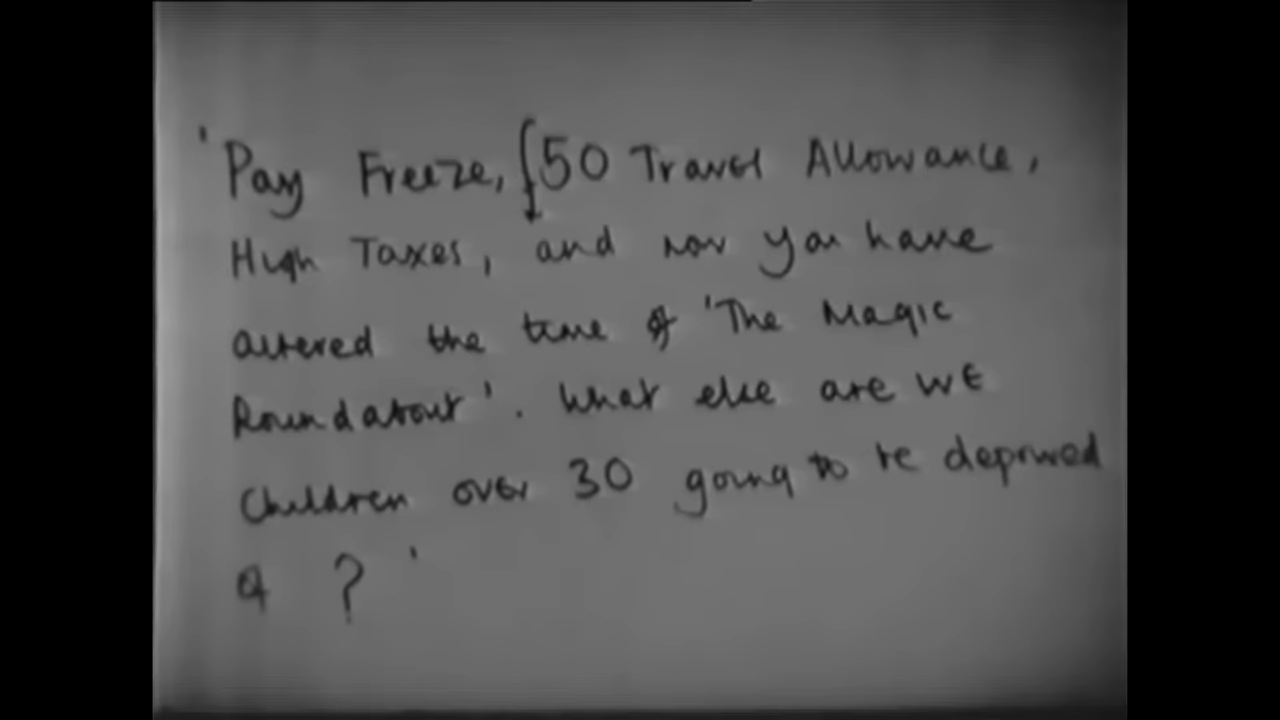 'Pay Freeze, £50 Travel Allowance,
High Taxes, and now you have
altered the time of 'The Magic
Roundabout'. What else are we
children over 30 going to be deprived
of ?'